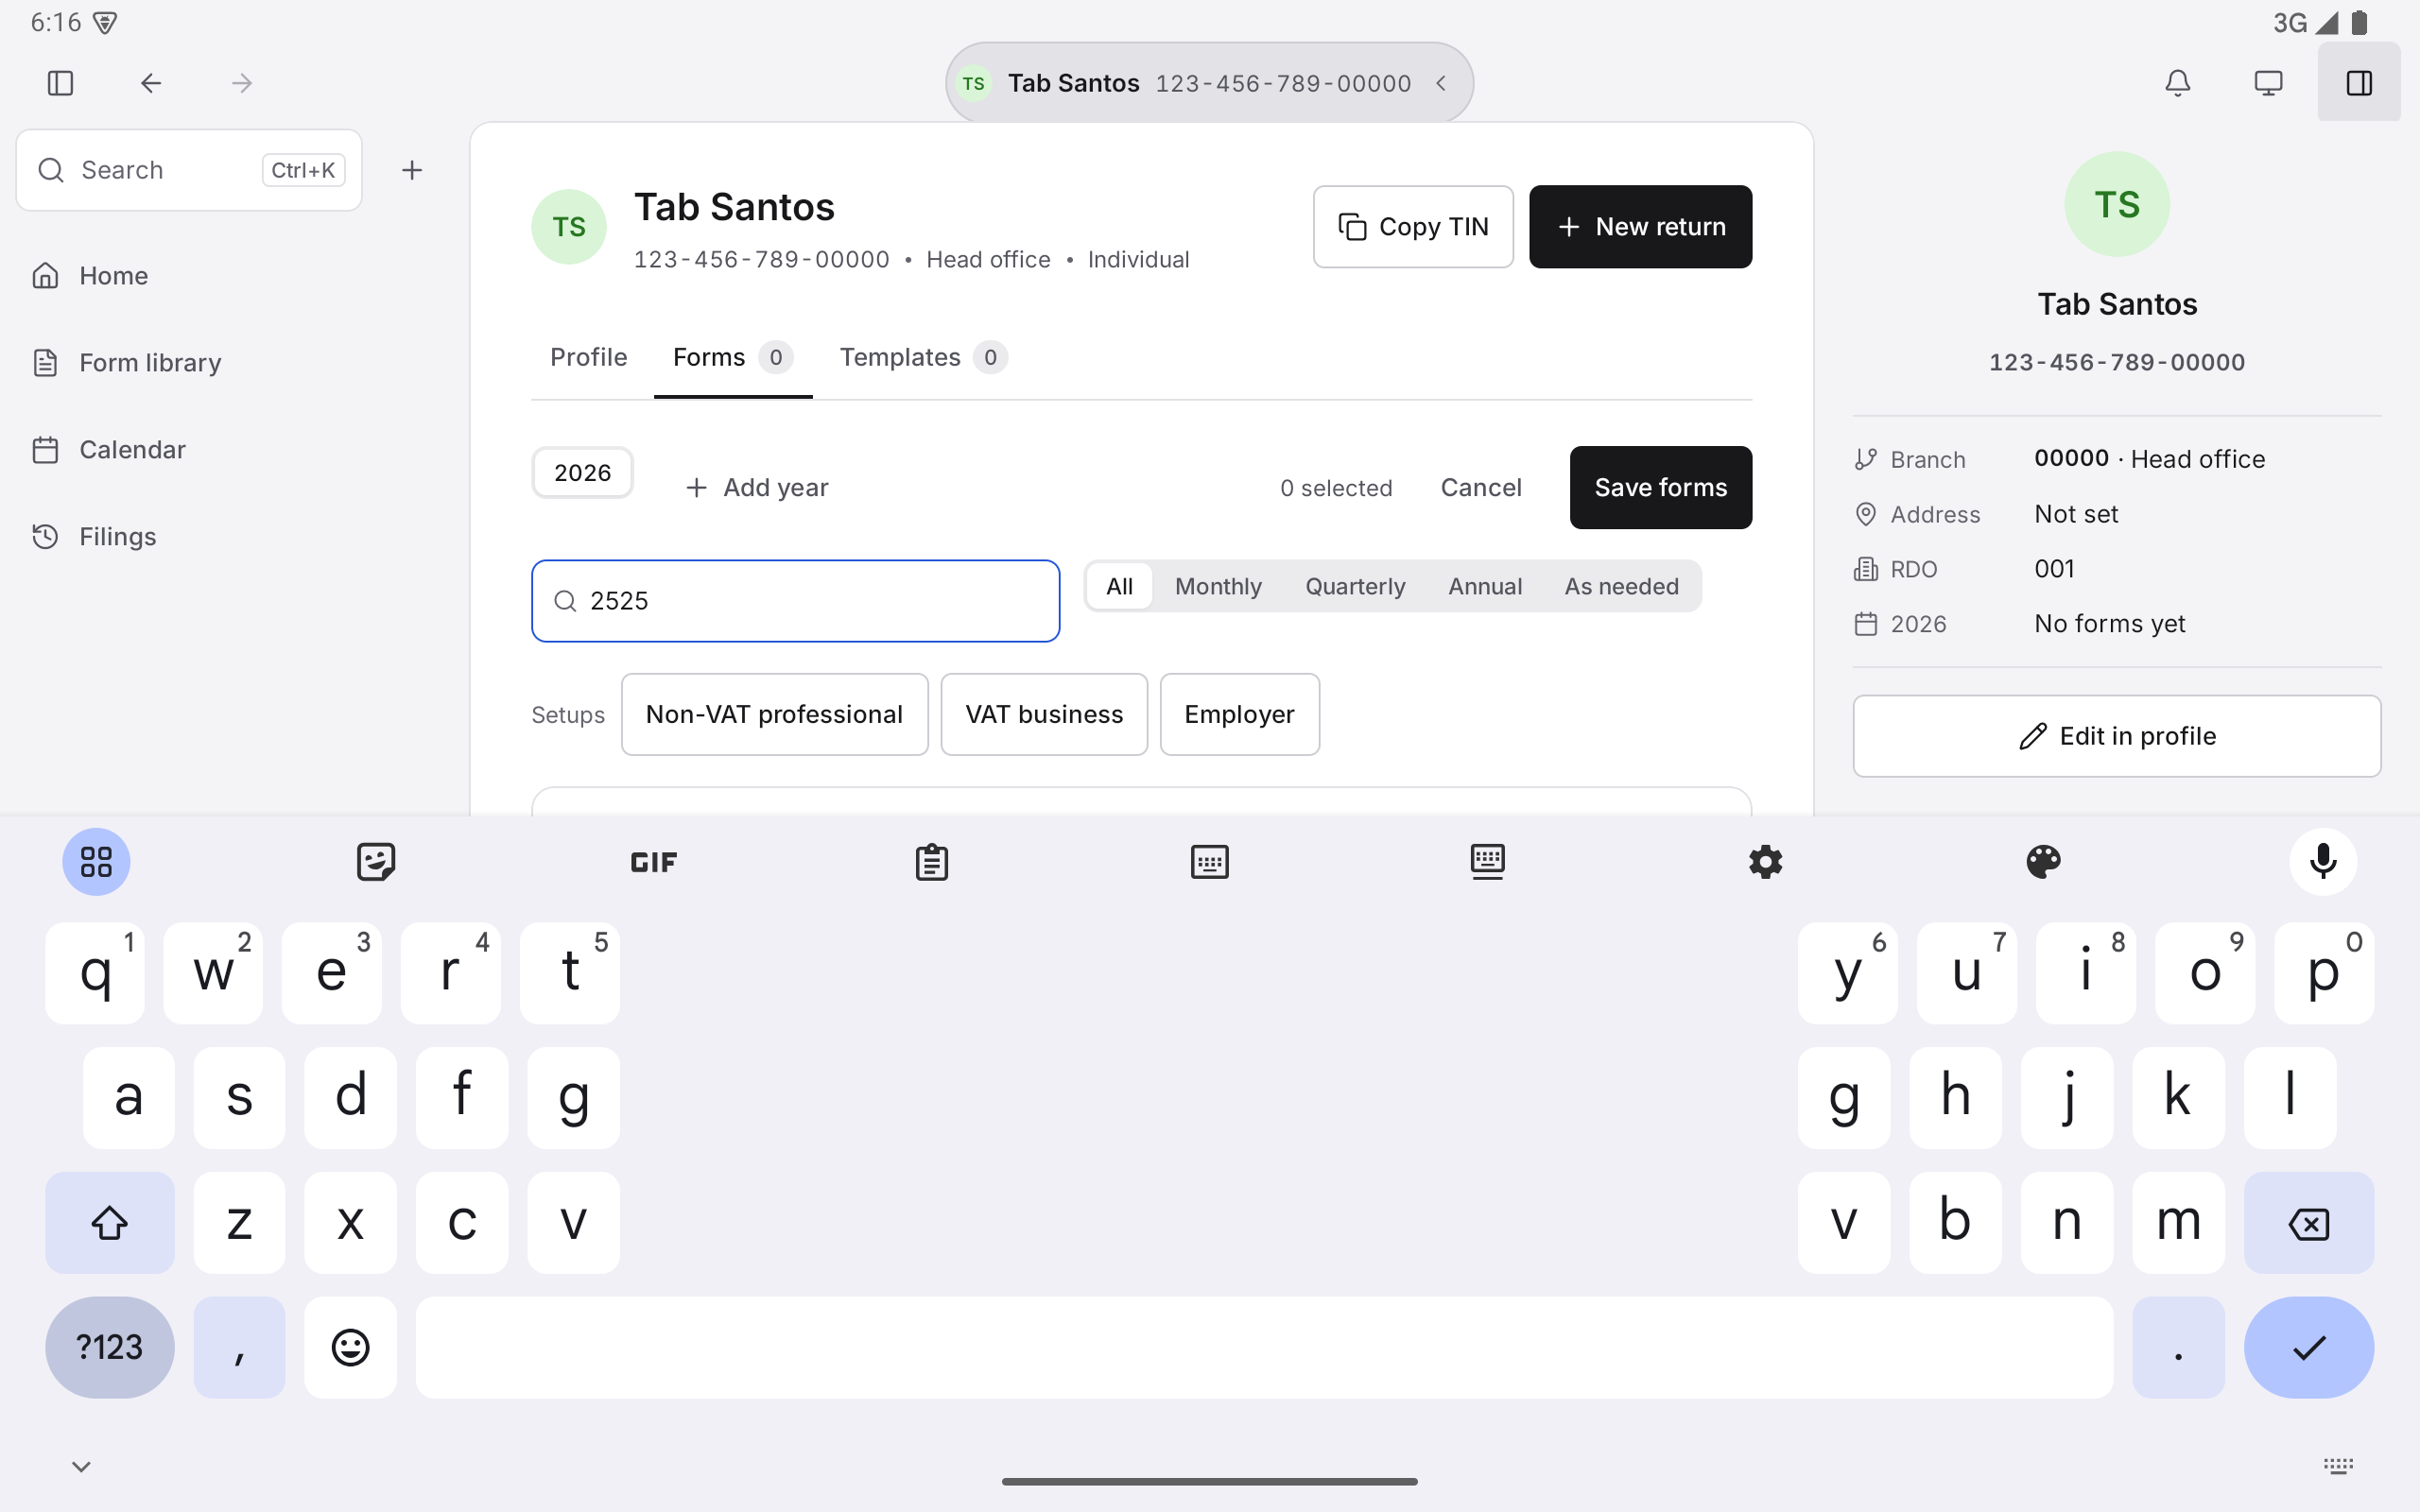 6:16
3G
TS Tab Santos 123-456-789-00000
Search Ctrl+K
Home
Form library
Calendar
Filings
TS
Tab Santos
123-456-789-00000 • Head office • Individual
Copy TIN
New return
Profile
Forms 0
Templates 0
2026
Add year
0 selected
Cancel
Save forms
2525
All
Monthly
Quarterly
Annual
As needed
Setups
Non-VAT professional
VAT business
Employer
TS
Tab Santos
123-456-789-00000
Branch 00000 · Head office
Address Not set
RDO 001
2026 No forms yet
Edit in profile
GIF
q 1 w 2 e 3 r 4 t 5 y 6 u 7 i 8 o 9 p 0
a s d f g g h j k l
z x c v v b n m
?123 , .